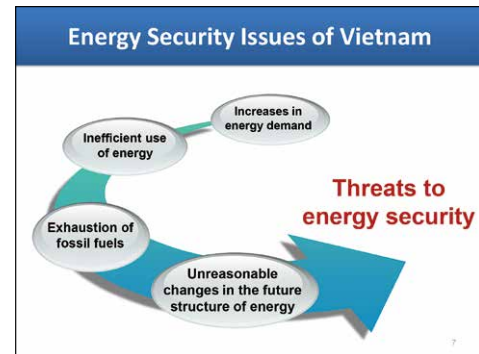 Energy Security Issues of Vietnam
Increases in
energy demand
Inefficient use
of energy
Threats to
energy security
Exhaustion of
fossil fuels
Unreasonable
changes in the future
structure of energy
7